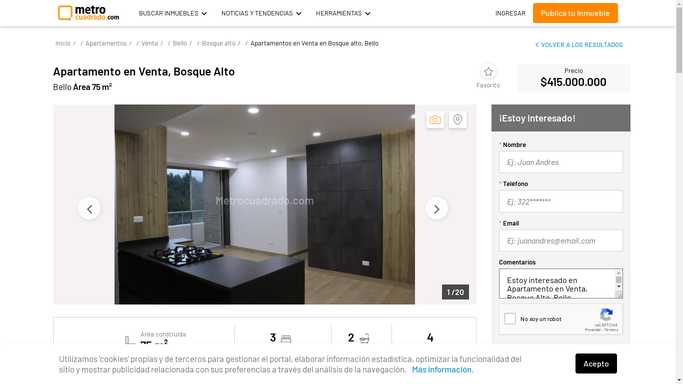 metro
cuadrado.com
BUSCAR INMUEBLES
NOTICIAS Y TENDENCIAS
HERRAMIENTAS
INGRESAR
Publica tu Inmueble
Inicio / / Apartamentos / / Venta / / Bello / / Bosque alto / / Apartamentos en Venta en Bosque alto, Bello
VOLVER A LOS RESULTADOS
Apartamento en Venta, Bosque Alto
Bello Area 75 m²
Favorito
Precio
$415.000.000
Metrocuadrado.com
1 / 20
¡Estoy Interesado!
* Nombre
Ej: Juan Andres
* Telefono
Ej: 322*******
* Email
Ej: juanandres@email.com
Comentarios
Estoy interesado en
Apartamento en Venta,
Bosque Alto, Bello
No soy un robot
reCAPTCHA
Privacidad - Términos
Área construida
75 m²
3
2
4
Utilizamos 'cookies' propias y de terceros para gestionar el portal, elaborar información estadística, optimizar la funcionalidad del
sitio y mostrar publicidad relacionada con sus preferencias a través del análisis de la navegación. Más información.
Acepto